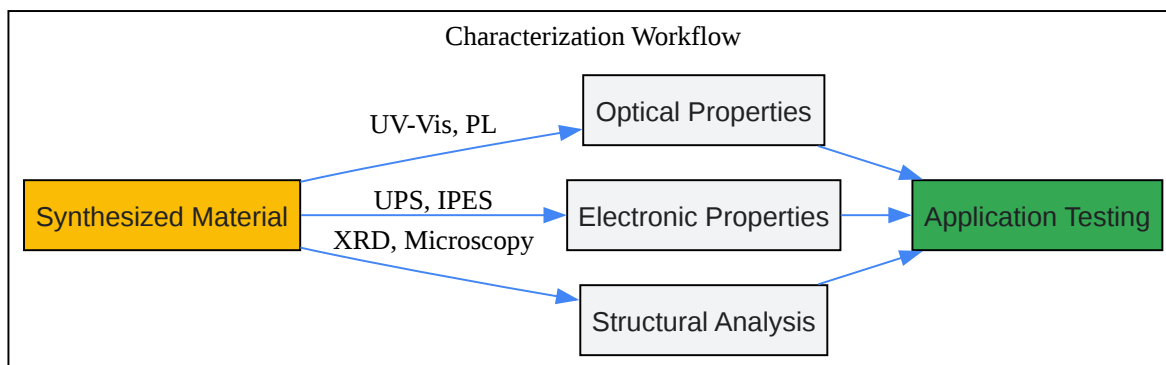 Characterization Workflow
Optical Properties
UV-Vis, PL
Synthesized Material
UPS, IPES
Electronic Properties
Application Testing
XRD, Microscopy
Structural Analysis